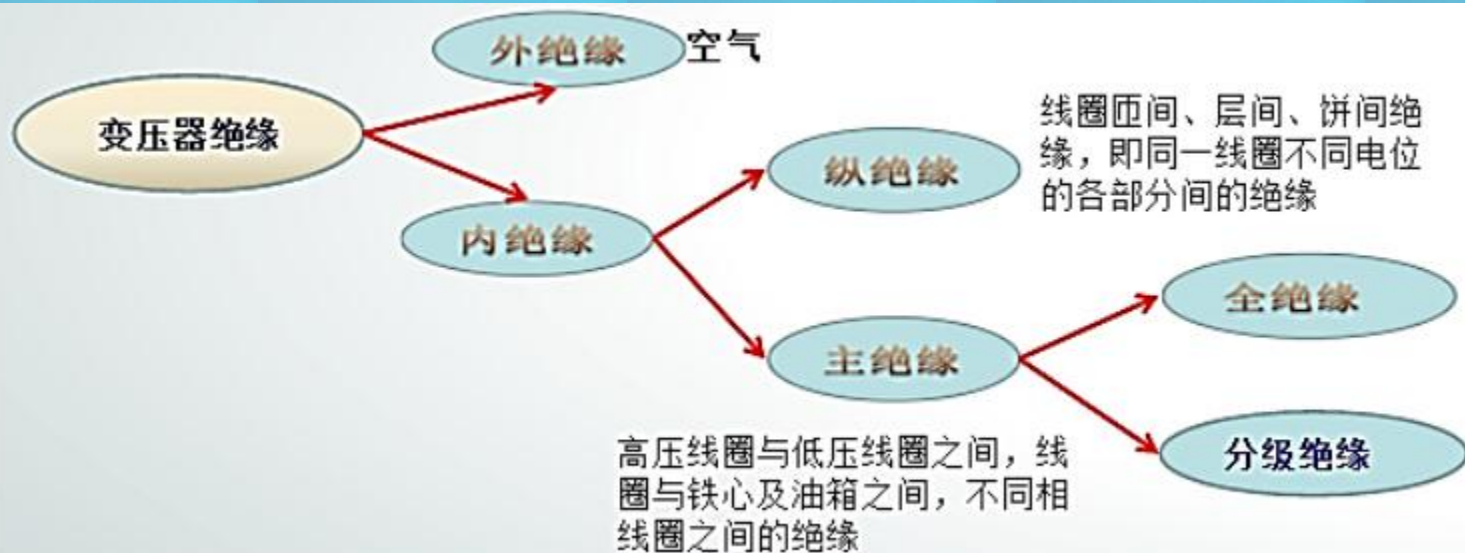 外绝缘 空气
变压器绝缘
线圈匝间、层间、饼间绝
缘，即同一线圈不同电位
的各部分间的绝缘
纵绝缘
内绝缘
全绝缘
主绝缘
分级绝缘
高压线圈与低压线圈之间，线
圈与铁心及油箱之间，不同相
线圈之间的绝缘